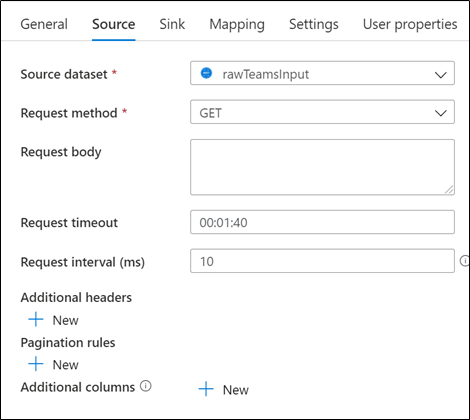 General Source Sink Mapping Settings User properties
Source dataset * rawTeamsInput
Request method * GET
Request body
Request timeout 00:01:40
Request interval (ms) 10
Additional headers
+ New
Pagination rules
+ New
Additional columns + New